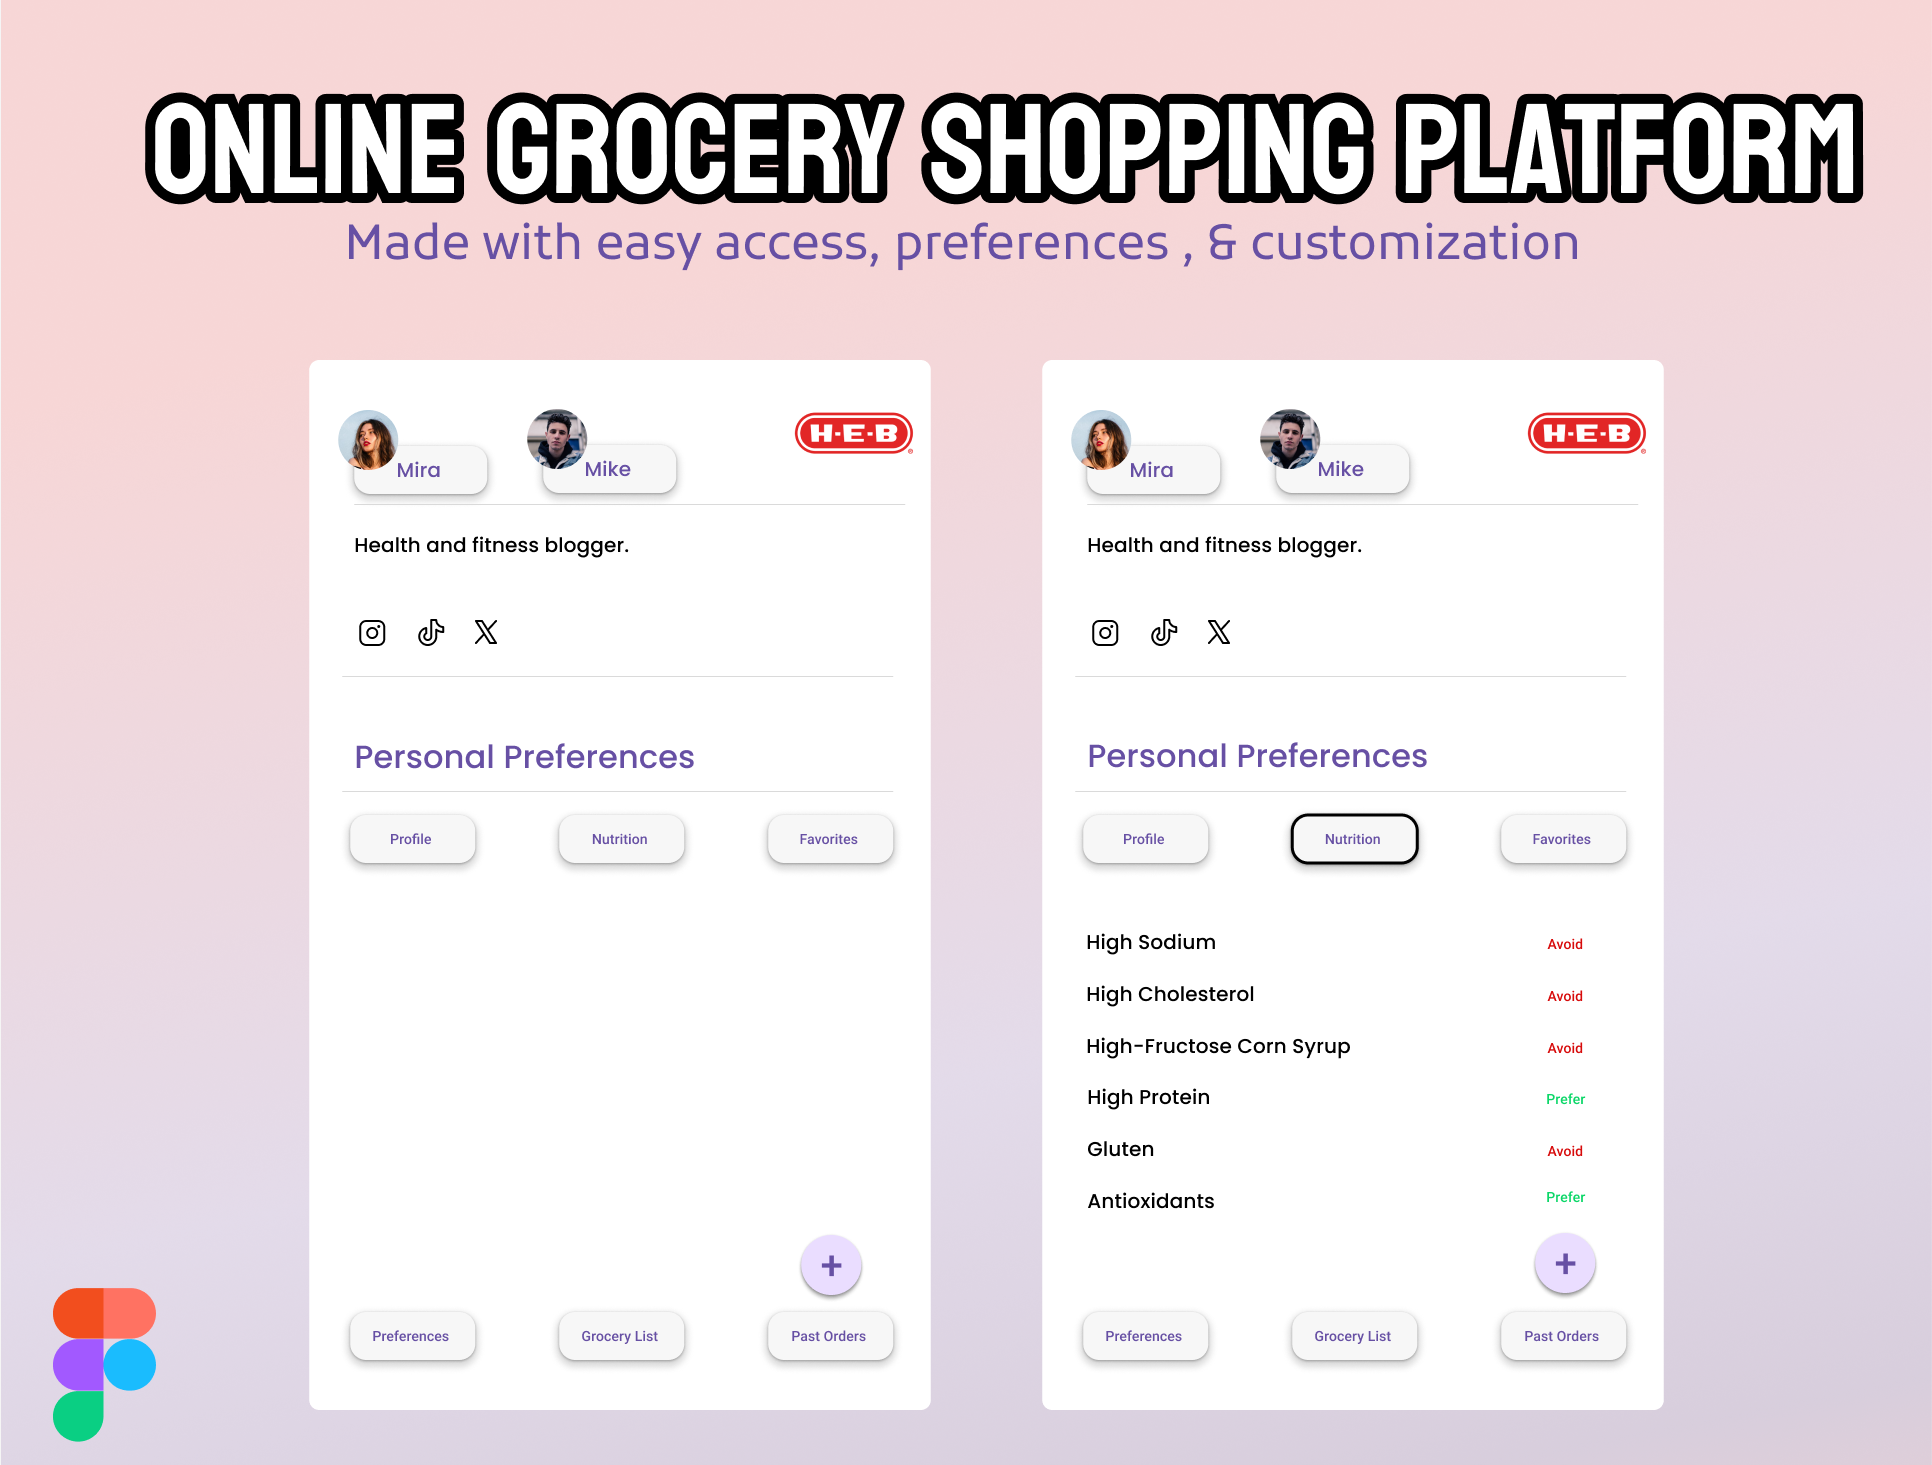 ONLINE GROCERY SHOPPING PLATFORM
Made with easy access, preferences , & customization
Mira
Mike
H-E-B
Health and fitness blogger.
Personal Preferences
Profile
Nutrition
Favorites
+
Preferences
Grocery List
Past Orders
Mira
Mike
H-E-B
Health and fitness blogger.
Personal Preferences
Profile
Nutrition
Favorites
High Sodium Avoid
High Cholesterol Avoid
High-Fructose Corn Syrup Avoid
High Protein Prefer
Gluten Avoid
Antioxidants Prefer
+
Preferences
Grocery List
Past Orders